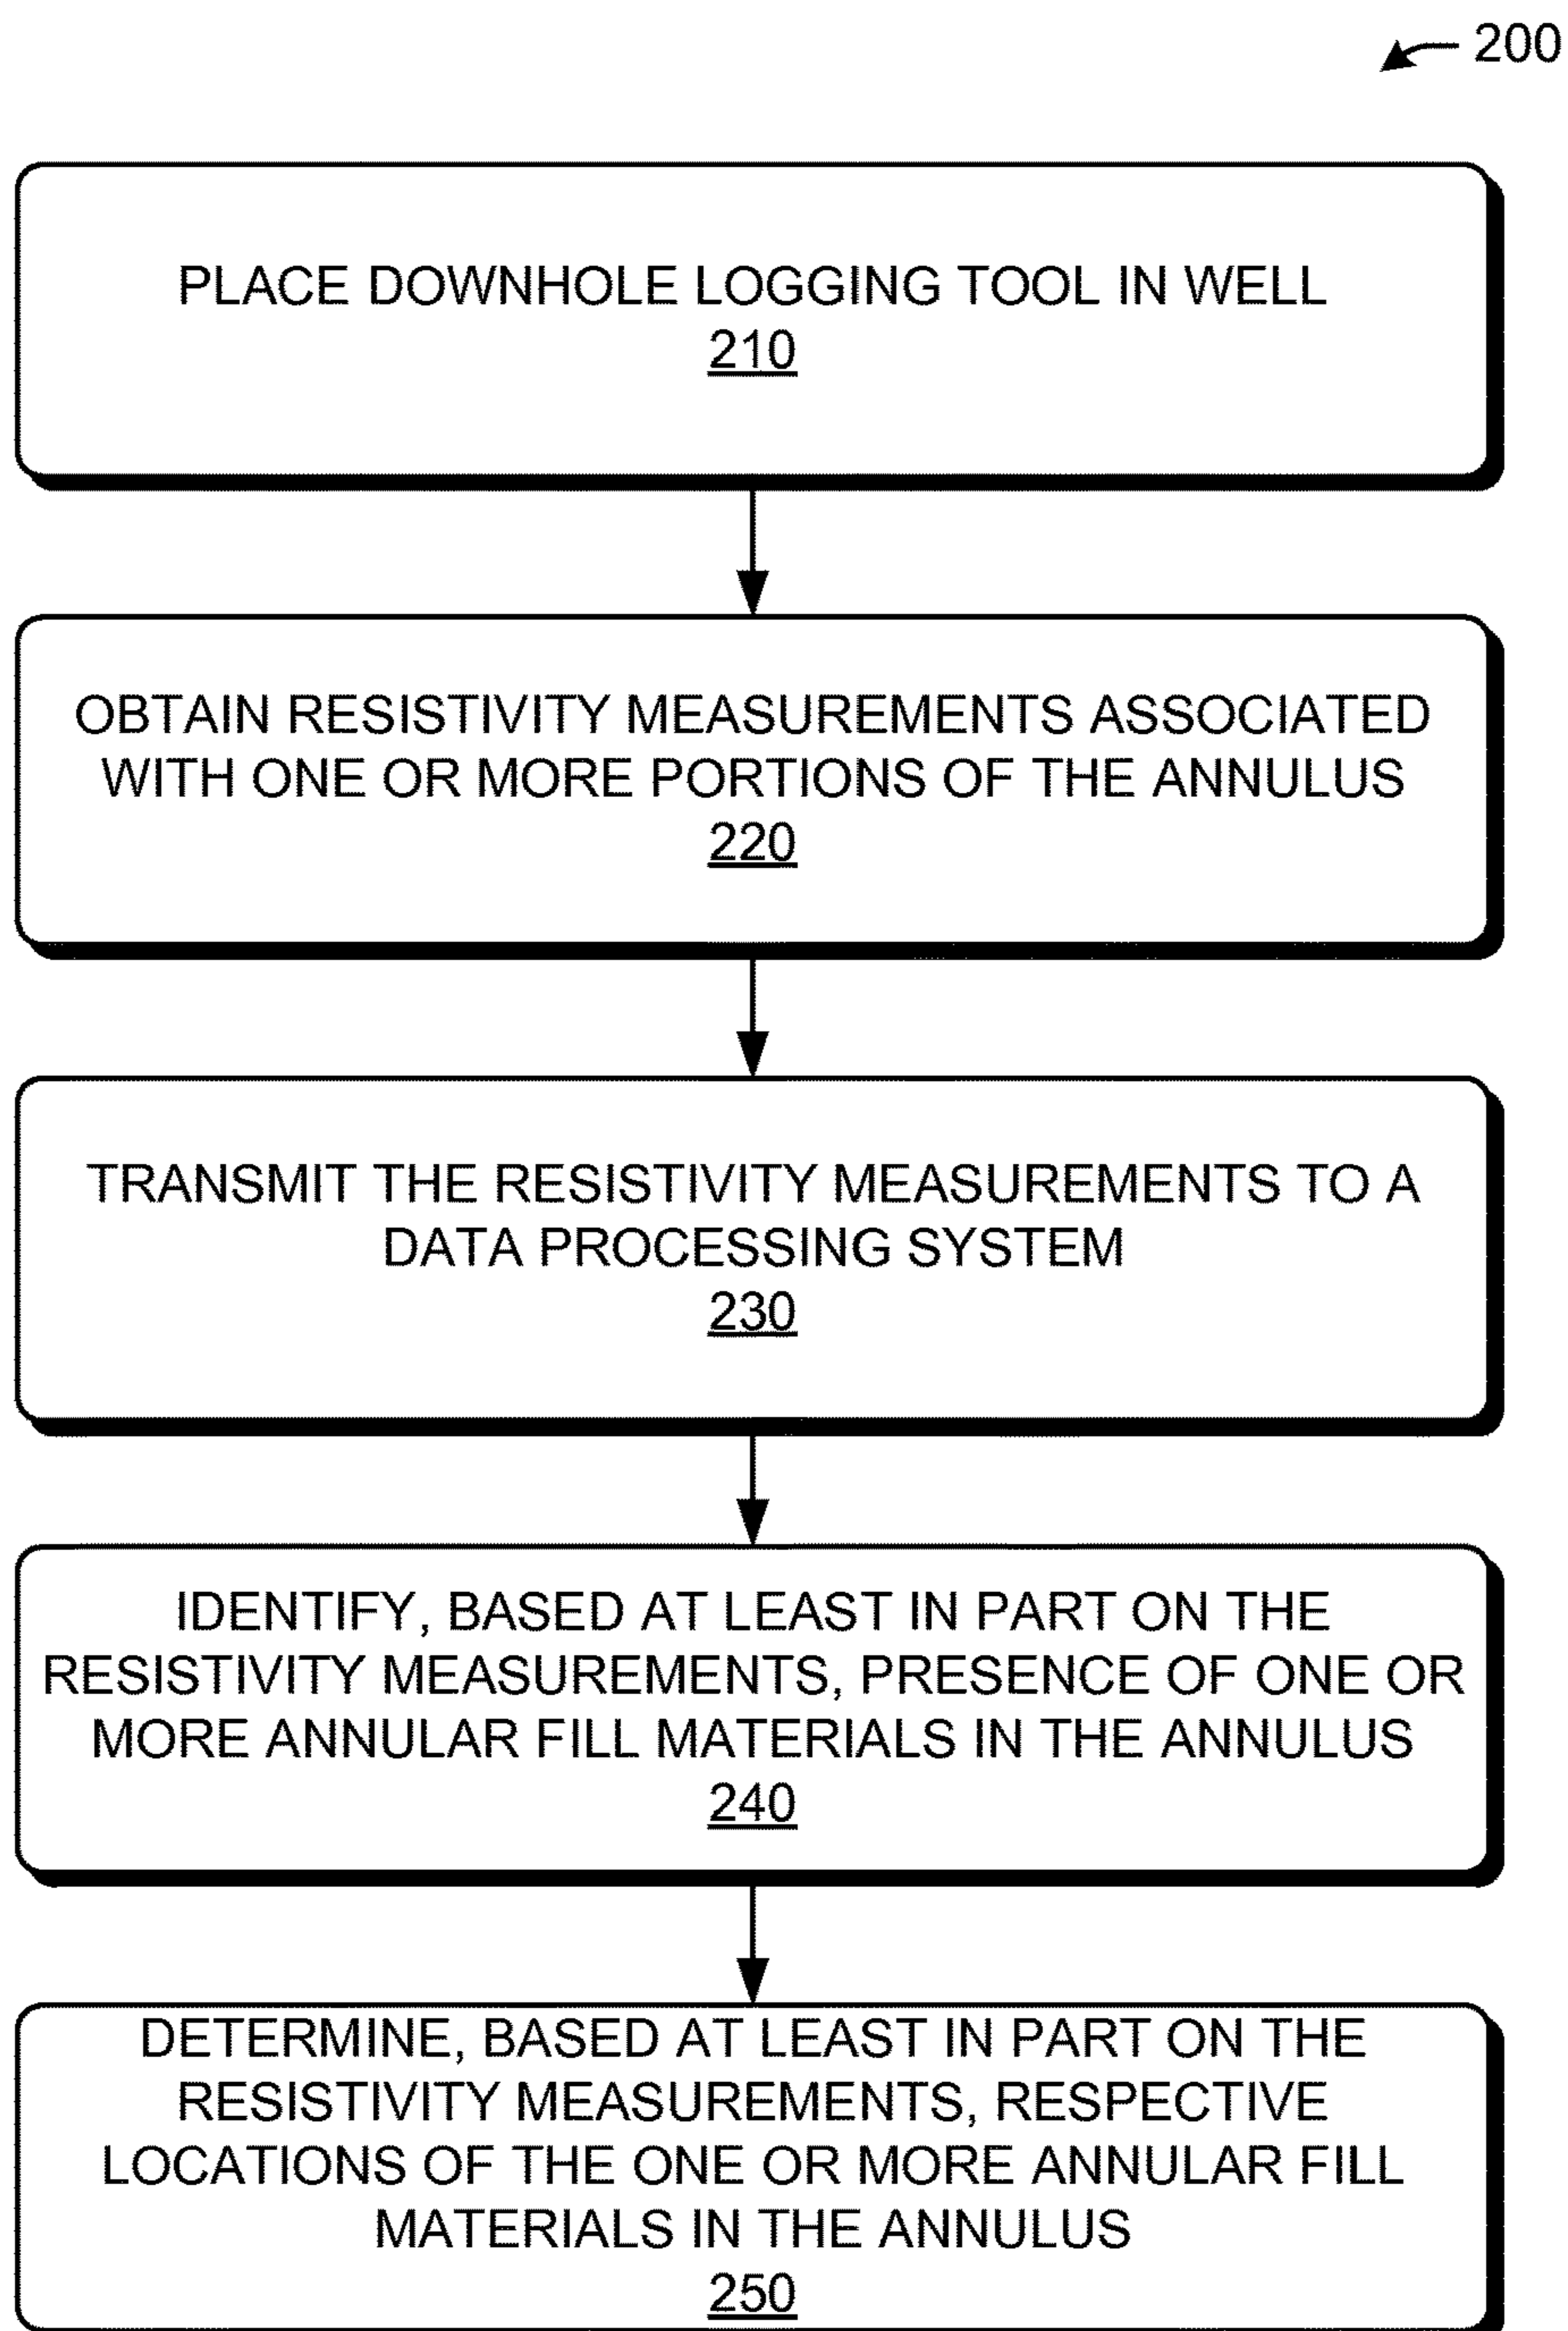 200
PLACE DOWNHOLE LOGGING TOOL IN WELL
210
OBTAIN RESISTIVITY MEASUREMENTS ASSOCIATED
WITH ONE OR MORE PORTIONS OF THE ANNULUS
220
TRANSMIT THE RESISTIVITY MEASUREMENTS TO A
DATA PROCESSING SYSTEM
230
IDENTIFY, BASED AT LEAST IN PART ON THE
RESISTIVITY MEASUREMENTS, PRESENCE OF ONE OR
MORE ANNULAR FILL MATERIALS IN THE ANNULUS
240
DETERMINE, BASED AT LEAST IN PART ON THE
RESISTIVITY MEASUREMENTS, RESPECTIVE
LOCATIONS OF THE ONE OR MORE ANNULAR FILL
MATERIALS IN THE ANNULUS
250